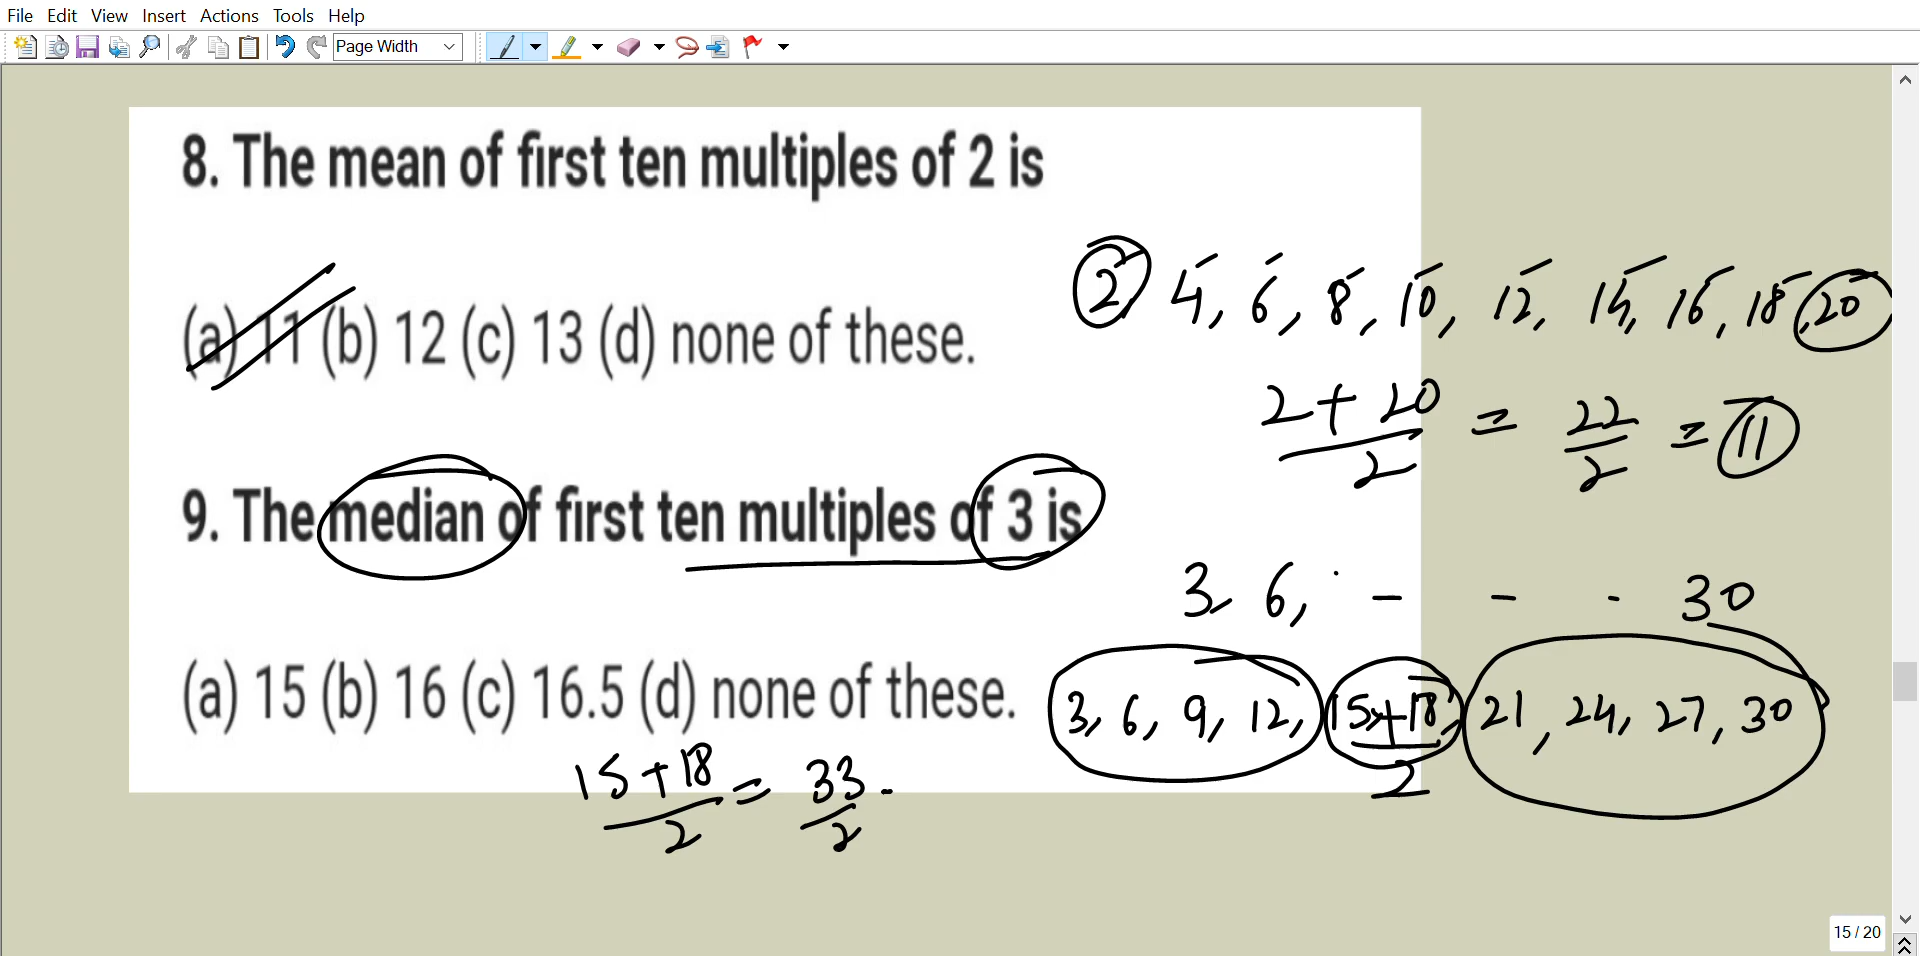 File Edit View Insert Actions Tools Help
Page Width
8. The mean of first ten multiples of 2 is
2, 4, 6, 8, 10, 12, 14, 16, 18, 20
(a) 11 (b) 12 (c) 13 (d) none of these.
2 + 20 / 2 = 22 / 2 = 11
9. The median of first ten multiples of 3 is
3, 6, - - - 30
(a) 15 (b) 16 (c) 16.5 (d) none of these.
3, 6, 9, 12, 15 + 18, 21, 24, 27, 30
2
15 + 18 / 2 = 33 / 2
15 / 20